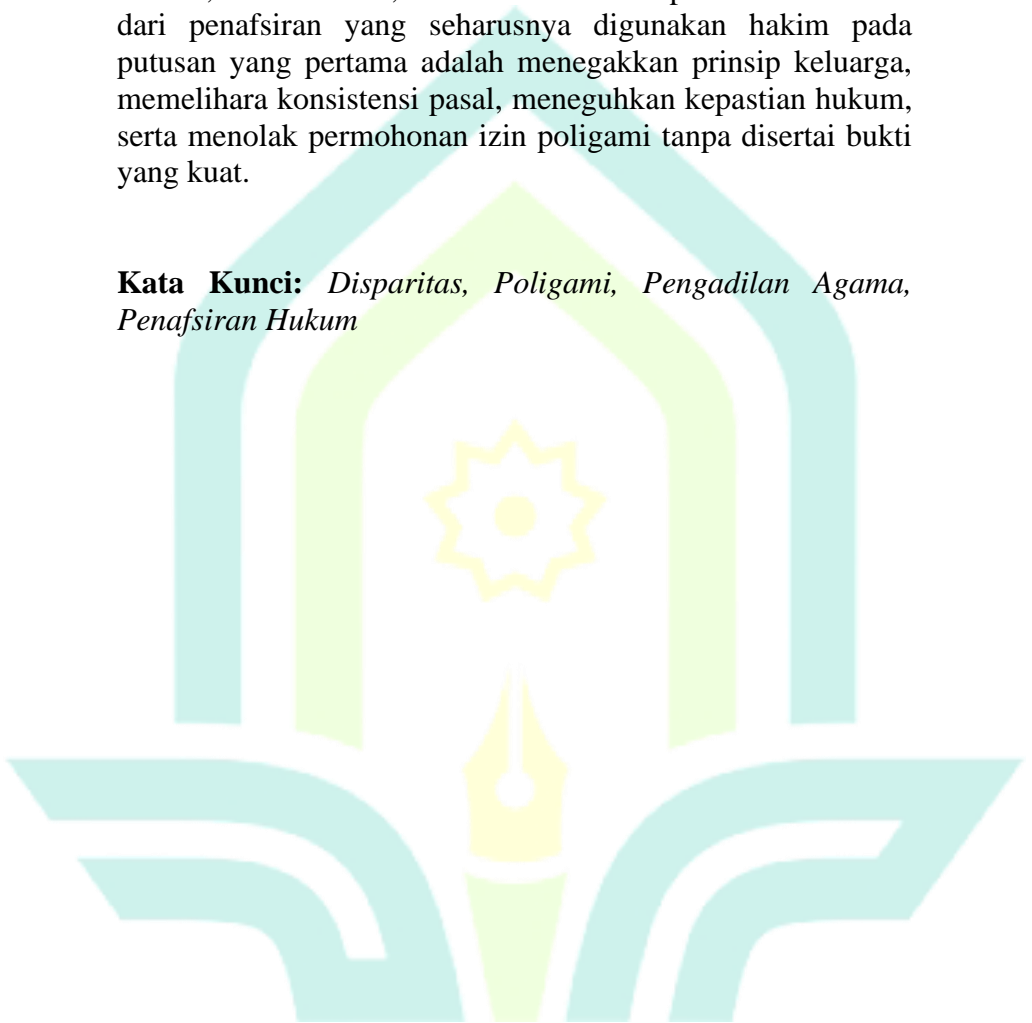 dari penafsiran yang seharusnya digunakan hakim pada
putusan yang pertama adalah menegakkan prinsip keluarga,
memelihara konsistensi pasal, meneguhkan kepastian hukum,
serta menolak permohonan izin poligami tanpa disertai bukti
yang kuat.
Kata Kunci: Disparitas, Poligami, Pengadilan Agama,
Penafsiran Hukum